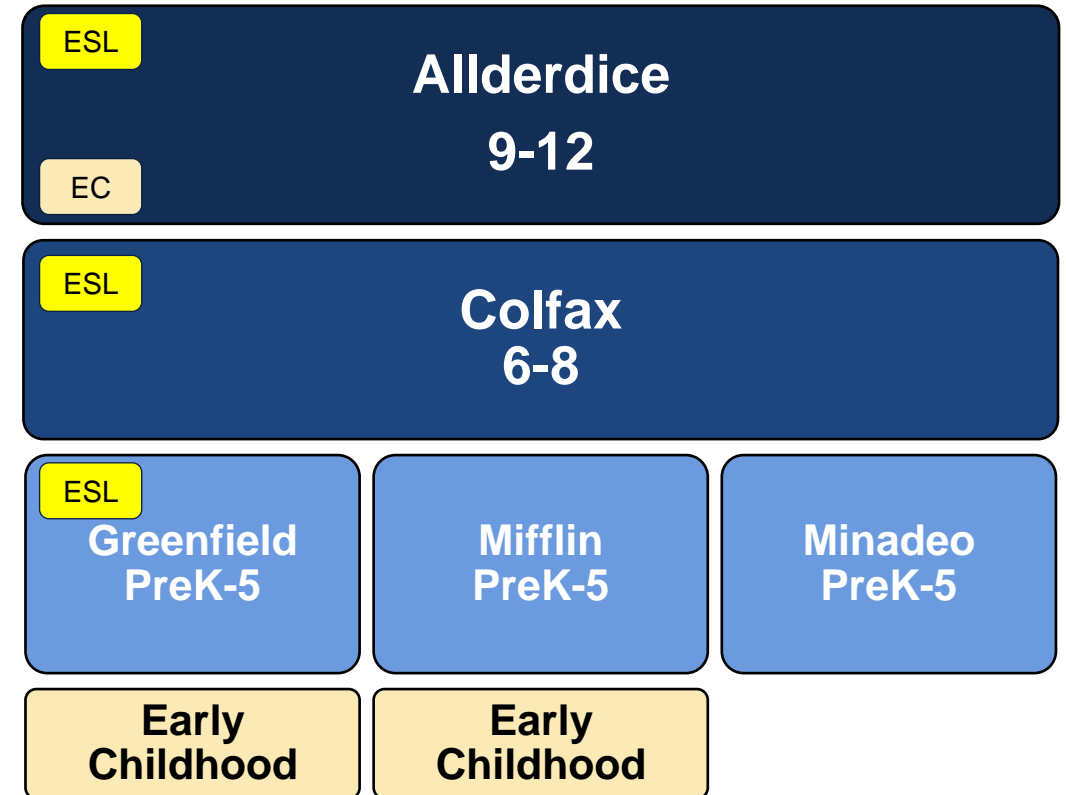 ESL
Allderdice
9-12
EC
ESL
Colfax
6-8
ESL
Greenfield
PreK-5
Mifflin
PreK-5
Minadeo
PreK-5
Early
Childhood
Early
Childhood